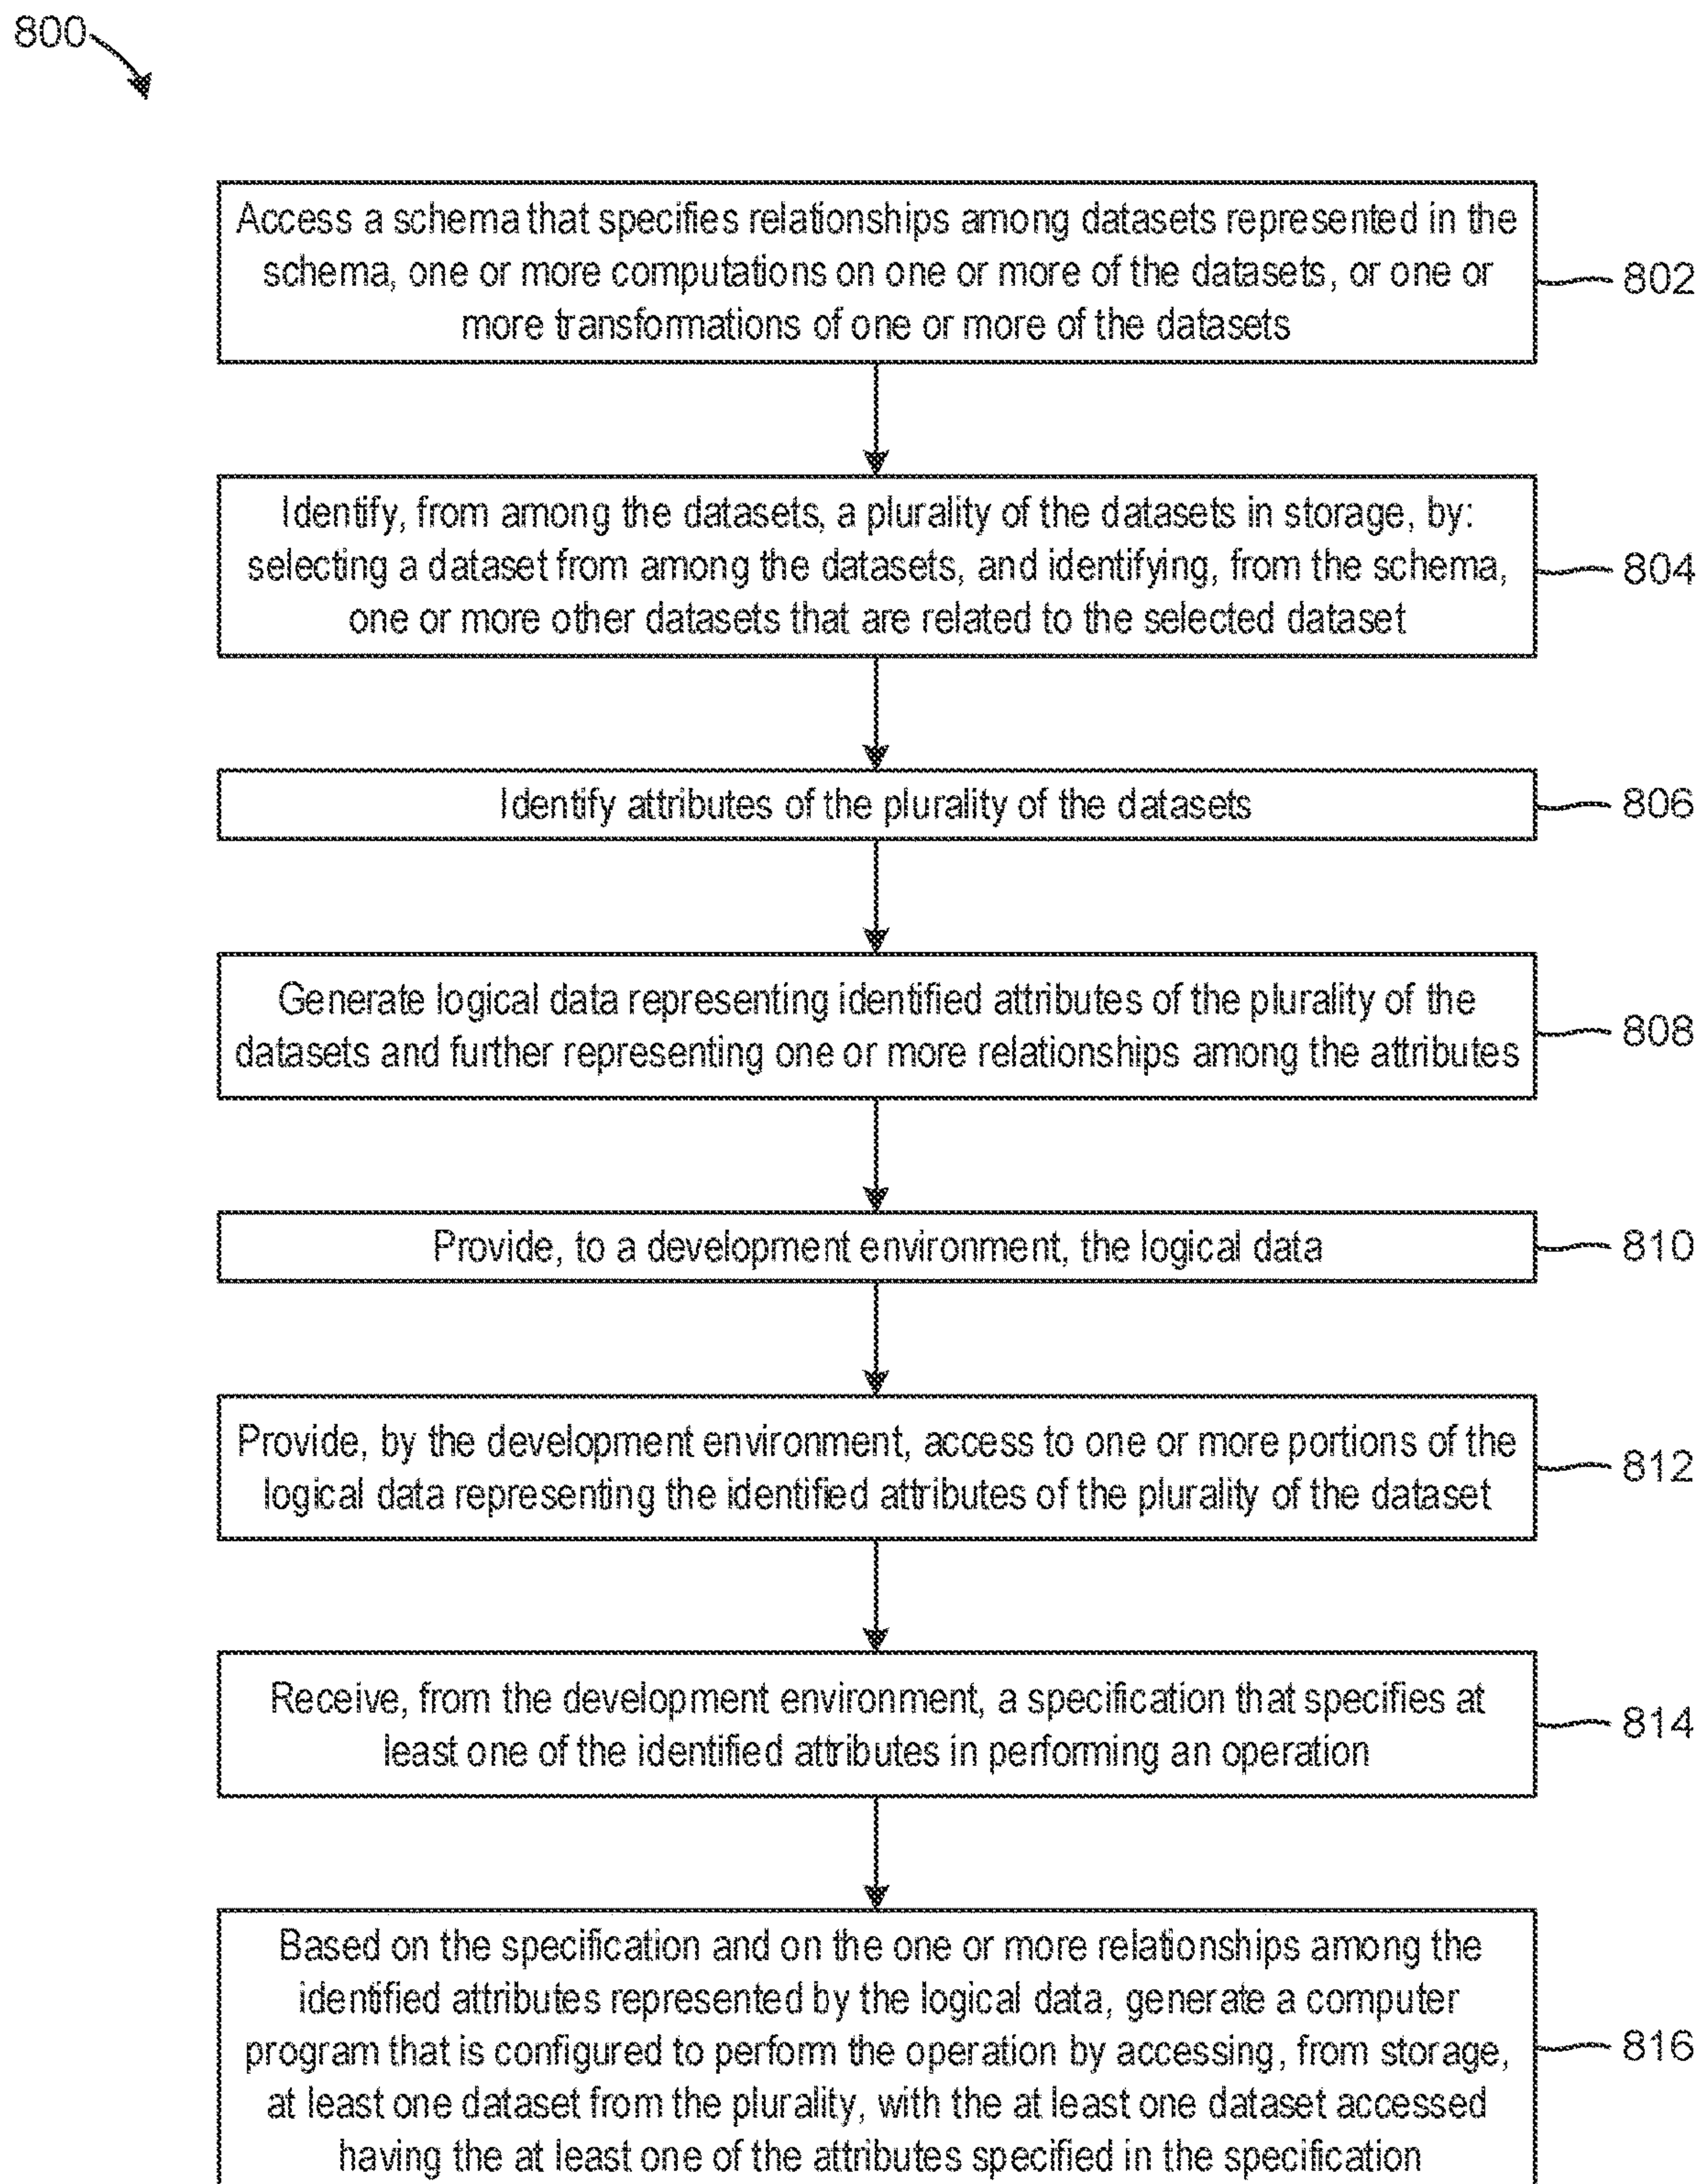 800
Access a schema that specifies relationships among datasets represented in the
schema, one or more computations on one or more of the datasets, or one or
more transformations of one or more of the datasets
802
Identify, from among the datasets, a plurality of the datasets in storage, by:
selecting a dataset from among the datasets, and identifying, from the schema,
one or more other datasets that are related to the selected dataset
804
Identify attributes of the plurality of the datasets
806
Generate logical data representing identified attributes of the plurality of the
datasets and further representing one or more relationships among the attributes
808
Provide, to a development environment, the logical data
810
Provide, by the development environment, access to one or more portions of the
logical data representing the identified attributes of the plurality of the dataset
812
Receive, from the development environment, a specification that specifies at
least one of the identified attributes in performing an operation
814
Based on the specification and on the one or more relationships among the
identified attributes represented by the logical data, generate a computer
program that is configured to perform the operation by accessing, from storage,
at least one dataset from the plurality, with the at least one dataset accessed
having the at least one of the attributes specified in the specification
816